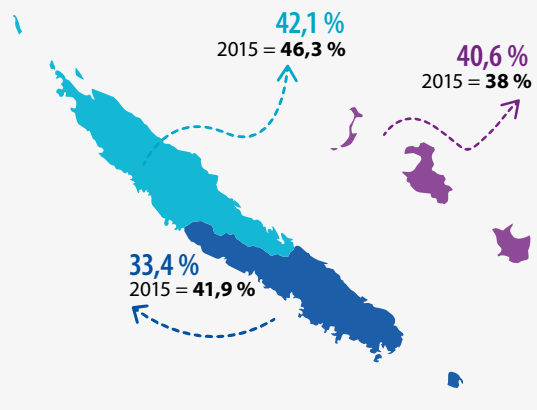 42,1 %
2015 = 46,3 %
40,6 %
2015 = 38 %
33,4 %
2015 = 41,9 %